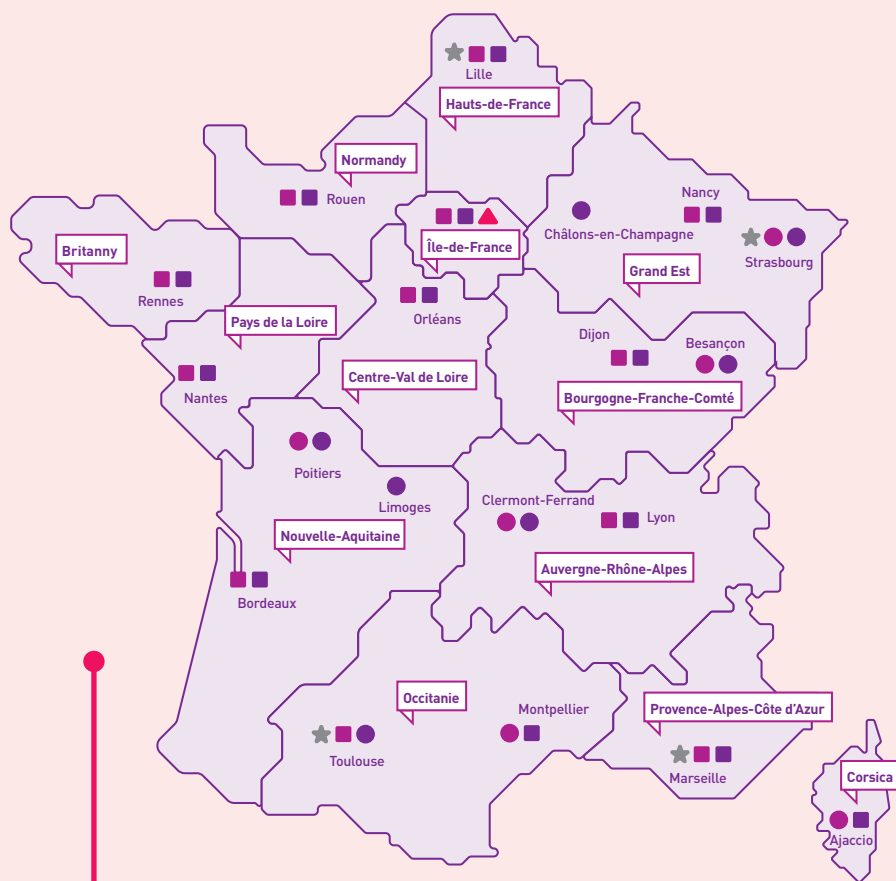 Lille
Hauts-de-France
Normandy
Rouen
Nancy
Île-de-France
Châlons-en-Champagne
Strasbourg
Britanny
Grand Est
Rennes
Orléans
Pays de la Loire
Dijon
Besançon
Centre-Val de Loire
Nantes
Bourgogne-Franche-Comté
Poitiers
Clermont-Ferrand
Limoges
Lyon
Nouvelle-Aquitaine
Auvergne-Rhône-Alpes
Bordeaux
Occitanie
Montpellier
Provence-Alpes-Côte d'Azur
Toulouse
Marseille
Corsica
Ajaccio